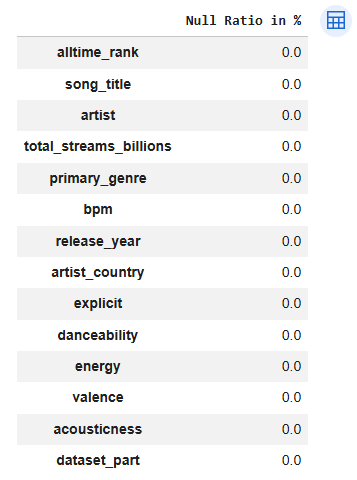 Null Ratio in %
alltime_rank 0.0
song_title 0.0
artist 0.0
total_streams_billions 0.0
primary_genre 0.0
bpm 0.0
release_year 0.0
artist_country 0.0
explicit 0.0
danceability 0.0
energy 0.0
valence 0.0
acousticness 0.0
dataset_part 0.0